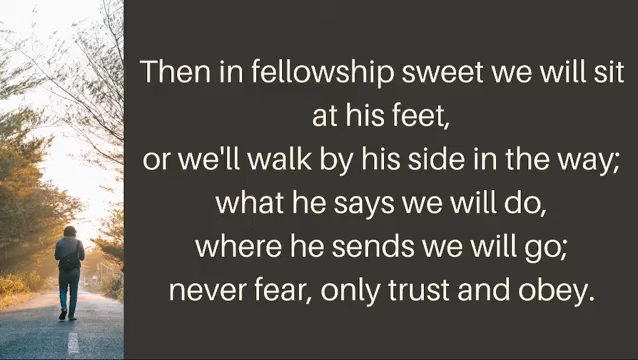 Then in fellowship sweet we will sit
at his feet,
or we'll walk by his side in the way;
what he says we will do,
where he sends we will go;
never fear, only trust and obey.